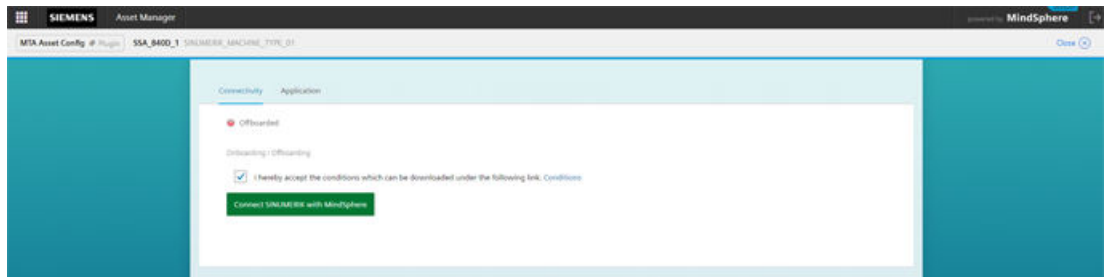 SIEMENS Asset Manager powered by MindSphere
MTA Asset Config Plugin SSA_840D_1 SINUMERIK_MACHINE_TYPE_01 Close
Connectivity Application
Offboarded
Onboarding / Offboarding
I hereby accept the conditions which can be downloaded under the following link. Conditions
Connect SINUMERIK with MindSphere